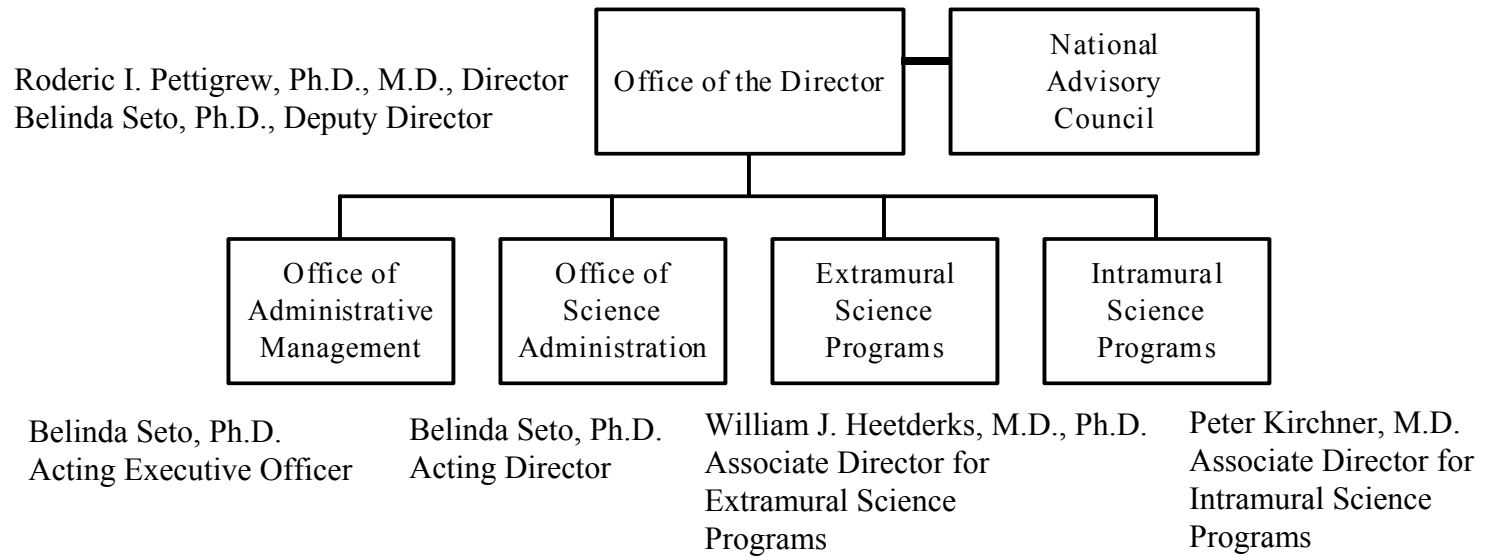 Roderic I. Pettigrew, Ph.D., M.D., Director
Belinda Seto, Ph.D., Deputy Director
Office of the Director
National
Advisory
Council
Office of
Administrative
Management
Office of
Science
Administration
Extramural
Science
Programs
Intramural
Science
Programs
Belinda Seto, Ph.D.
Acting Executive Officer
Belinda Seto, Ph.D.
Acting Director
William J. Heetderks, M.D., Ph.D.
Associate Director for
Extramural Science
Programs
Peter Kirchner, M.D.
Associate Director for
Intramural Science
Programs